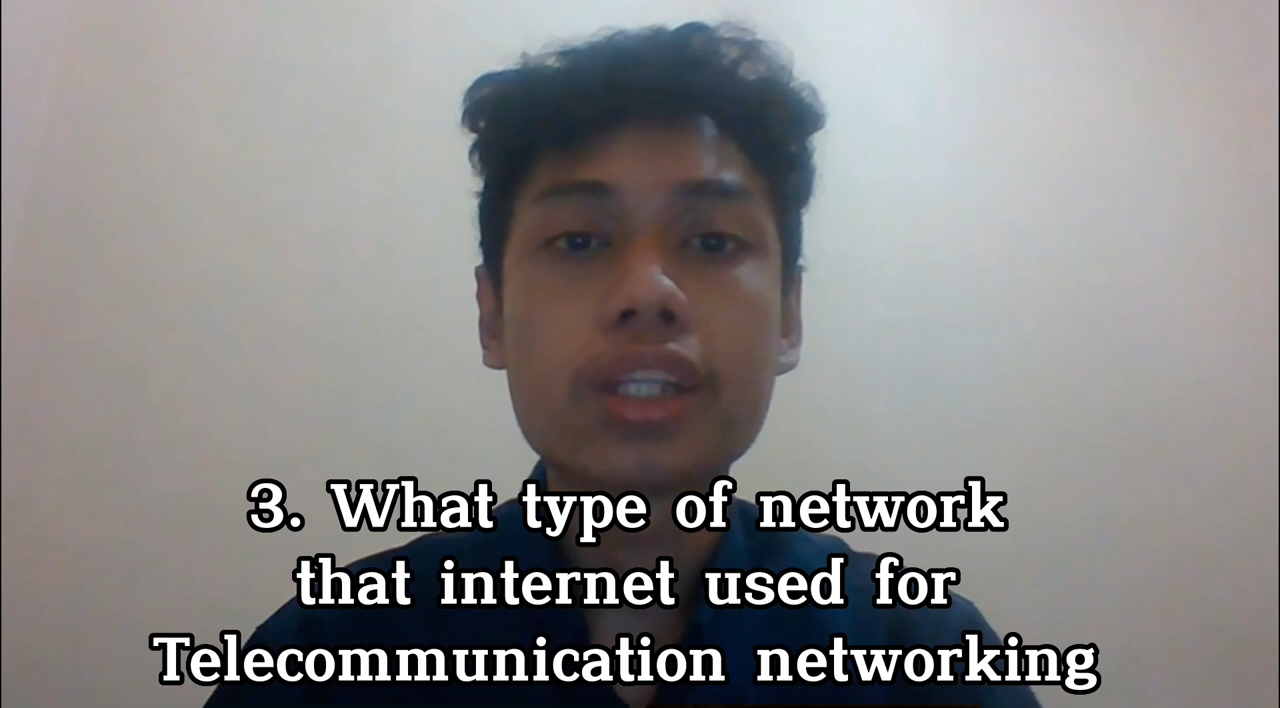 3. What type of network
that internet used for
Telecommunication networking